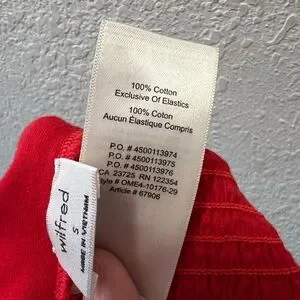 100% Cotton
Exclusive Of Elastics
100% Coton
Aucun Élastique Compris
P.O. # 4500113974
P.O. # 4500113975
P.O. # 4500113976
CA 23725 RN 122354
Style # OME4-10176-29
Article # 67906
wilfred
S
MADE IN VIETNAM